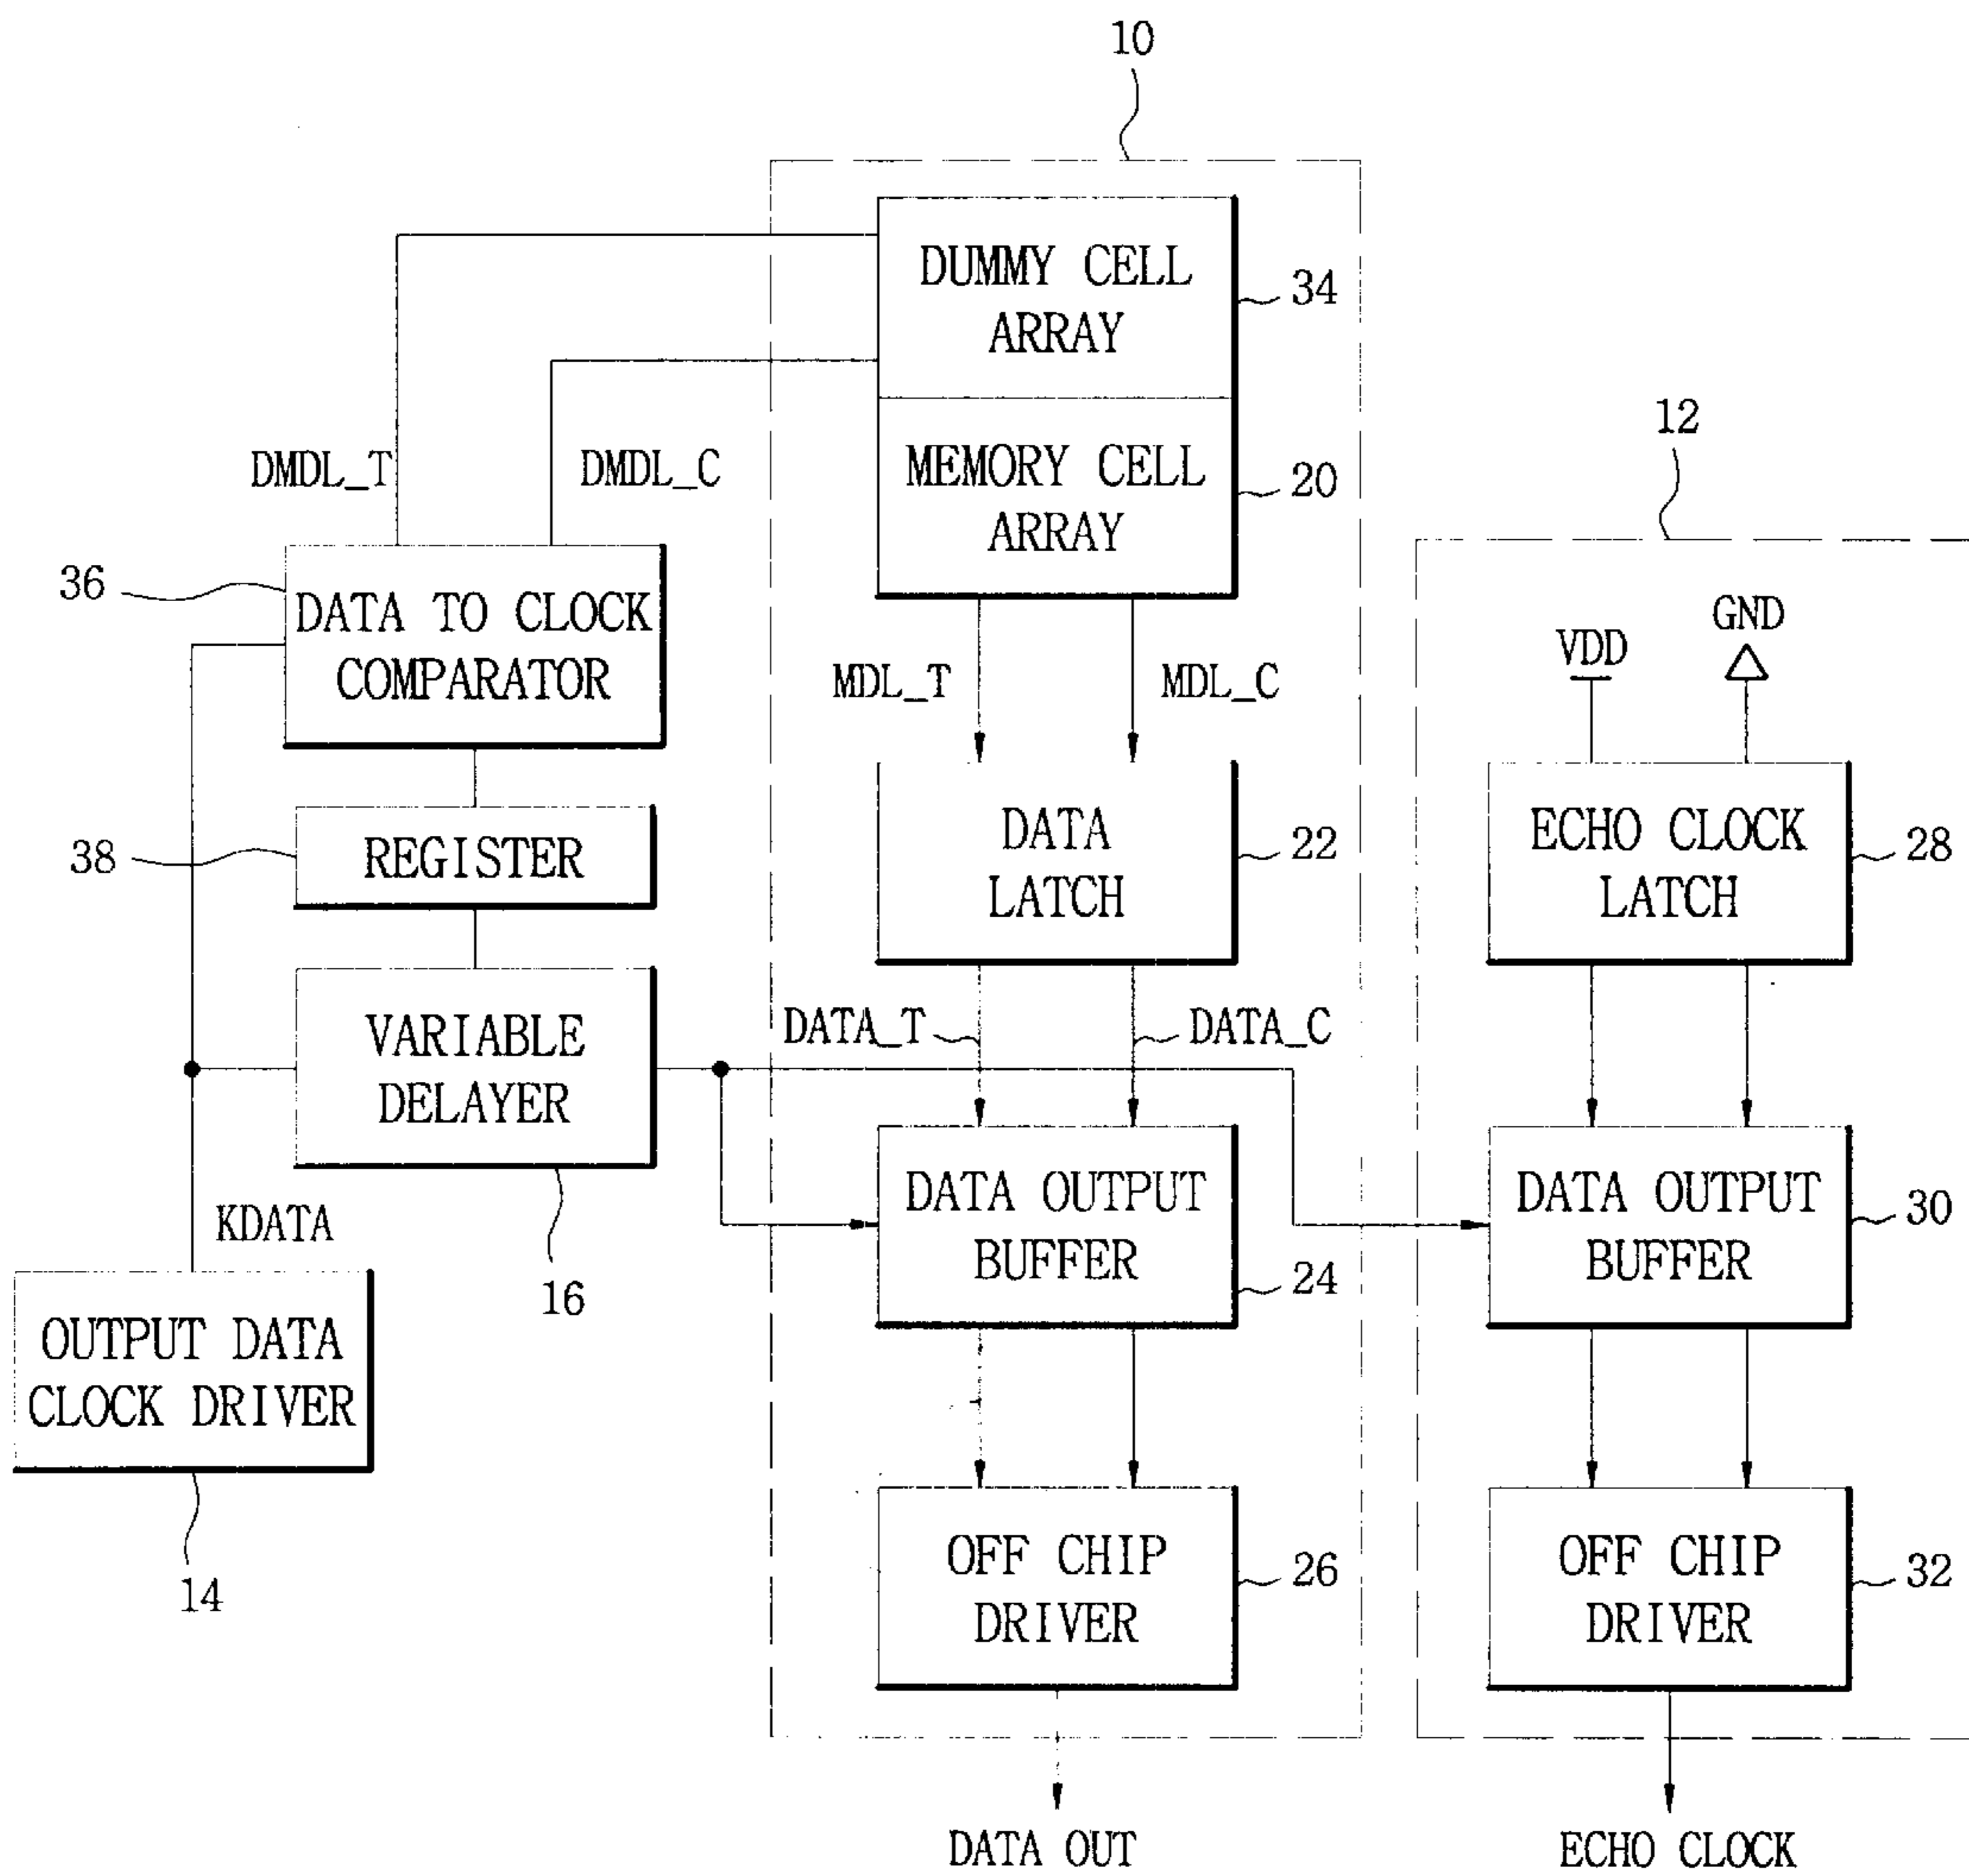 10
DUMMY CELL
ARRAY
34
12
DMDL_T
DMDL_C
MEMORY CELL
ARRAY
20
36
DATA TO CLOCK
COMPARATOR
MDL_T
MDL_C
VDD
GND
38
REGISTER
DATA
LATCH
22
ECHO CLOCK
LATCH
28
VARIABLE
DELAYER
DATA_T
DATA_C
KDATA
16
DATA OUTPUT
BUFFER
24
DATA OUTPUT
BUFFER
30
OUTPUT DATA
CLOCK DRIVER
14
OFF CHIP
DRIVER
26
OFF CHIP
DRIVER
32
DATA OUT
ECHO CLOCK